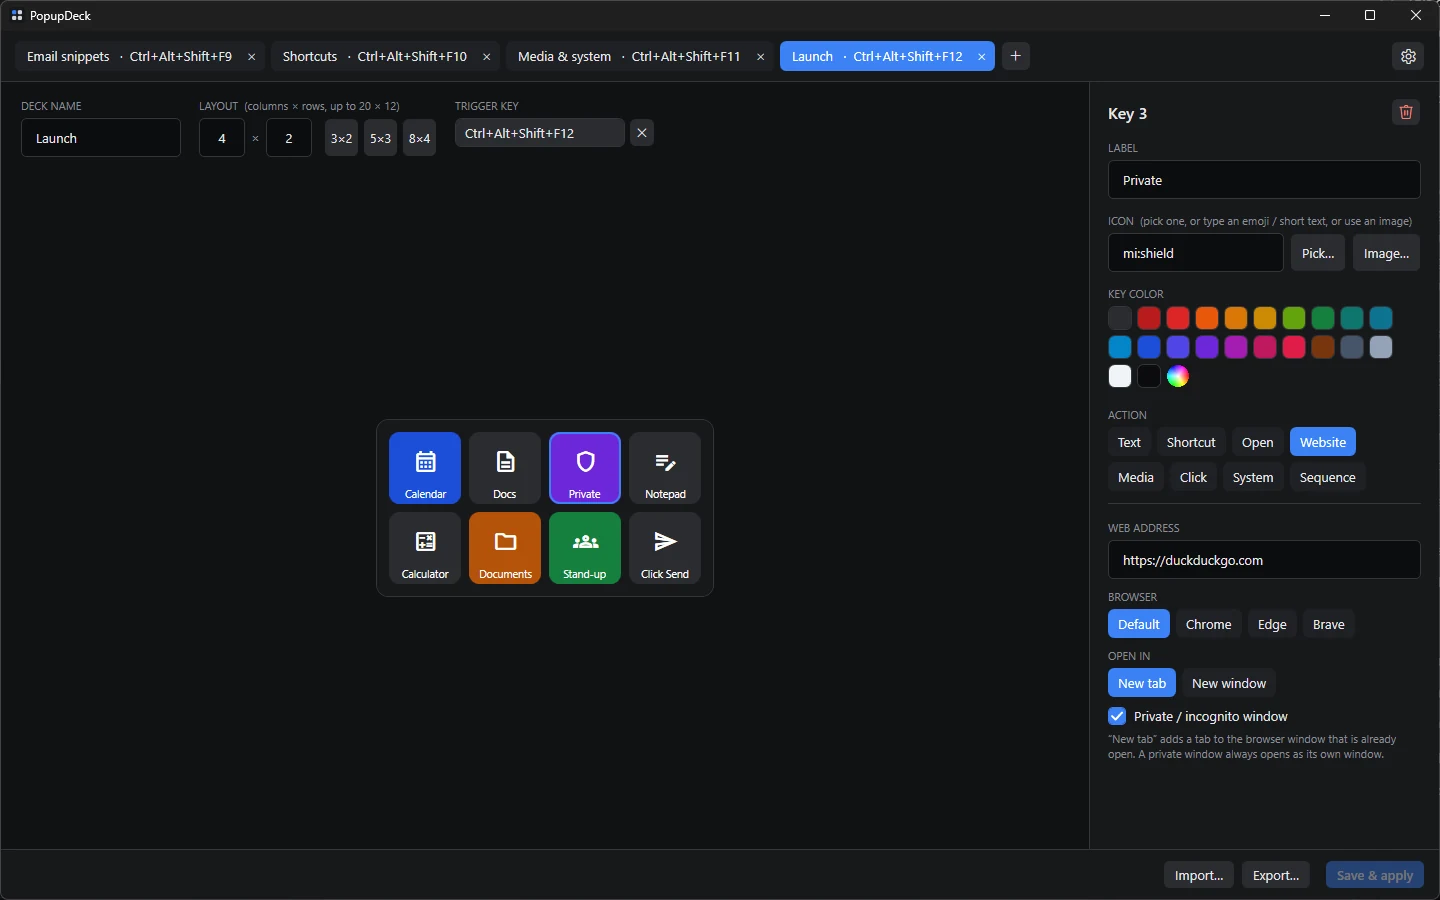 PopupDeck
Email snippets · Ctrl+Alt+Shift+F9 ×
Shortcuts · Ctrl+Alt+Shift+F10 ×
Media & system · Ctrl+Alt+Shift+F11 ×
Launch · Ctrl+Alt+Shift+F12 ×
+
DECK NAME
Launch
LAYOUT (columns × rows, up to 20 × 12)
4 × 2 3×2 5×3 8×4
TRIGGER KEY
Ctrl+Alt+Shift+F12
Calendar
Docs
Private
Notepad
Calculator
Documents
Stand-up
Click Send
Key 3
LABEL
Private
ICON (pick one, or type an emoji / short text, or use an image)
mi:shield
Pick...
Image...
KEY COLOR
ACTION
Text Shortcut Open Website
Media Click System Sequence
WEB ADDRESS
https://duckduckgo.com
BROWSER
Default Chrome Edge Brave
OPEN IN
New tab New window
Private / incognito window
“New tab” adds a tab to the browser window that is already
open. A private window always opens as its own window.
Import... Export... Save & apply